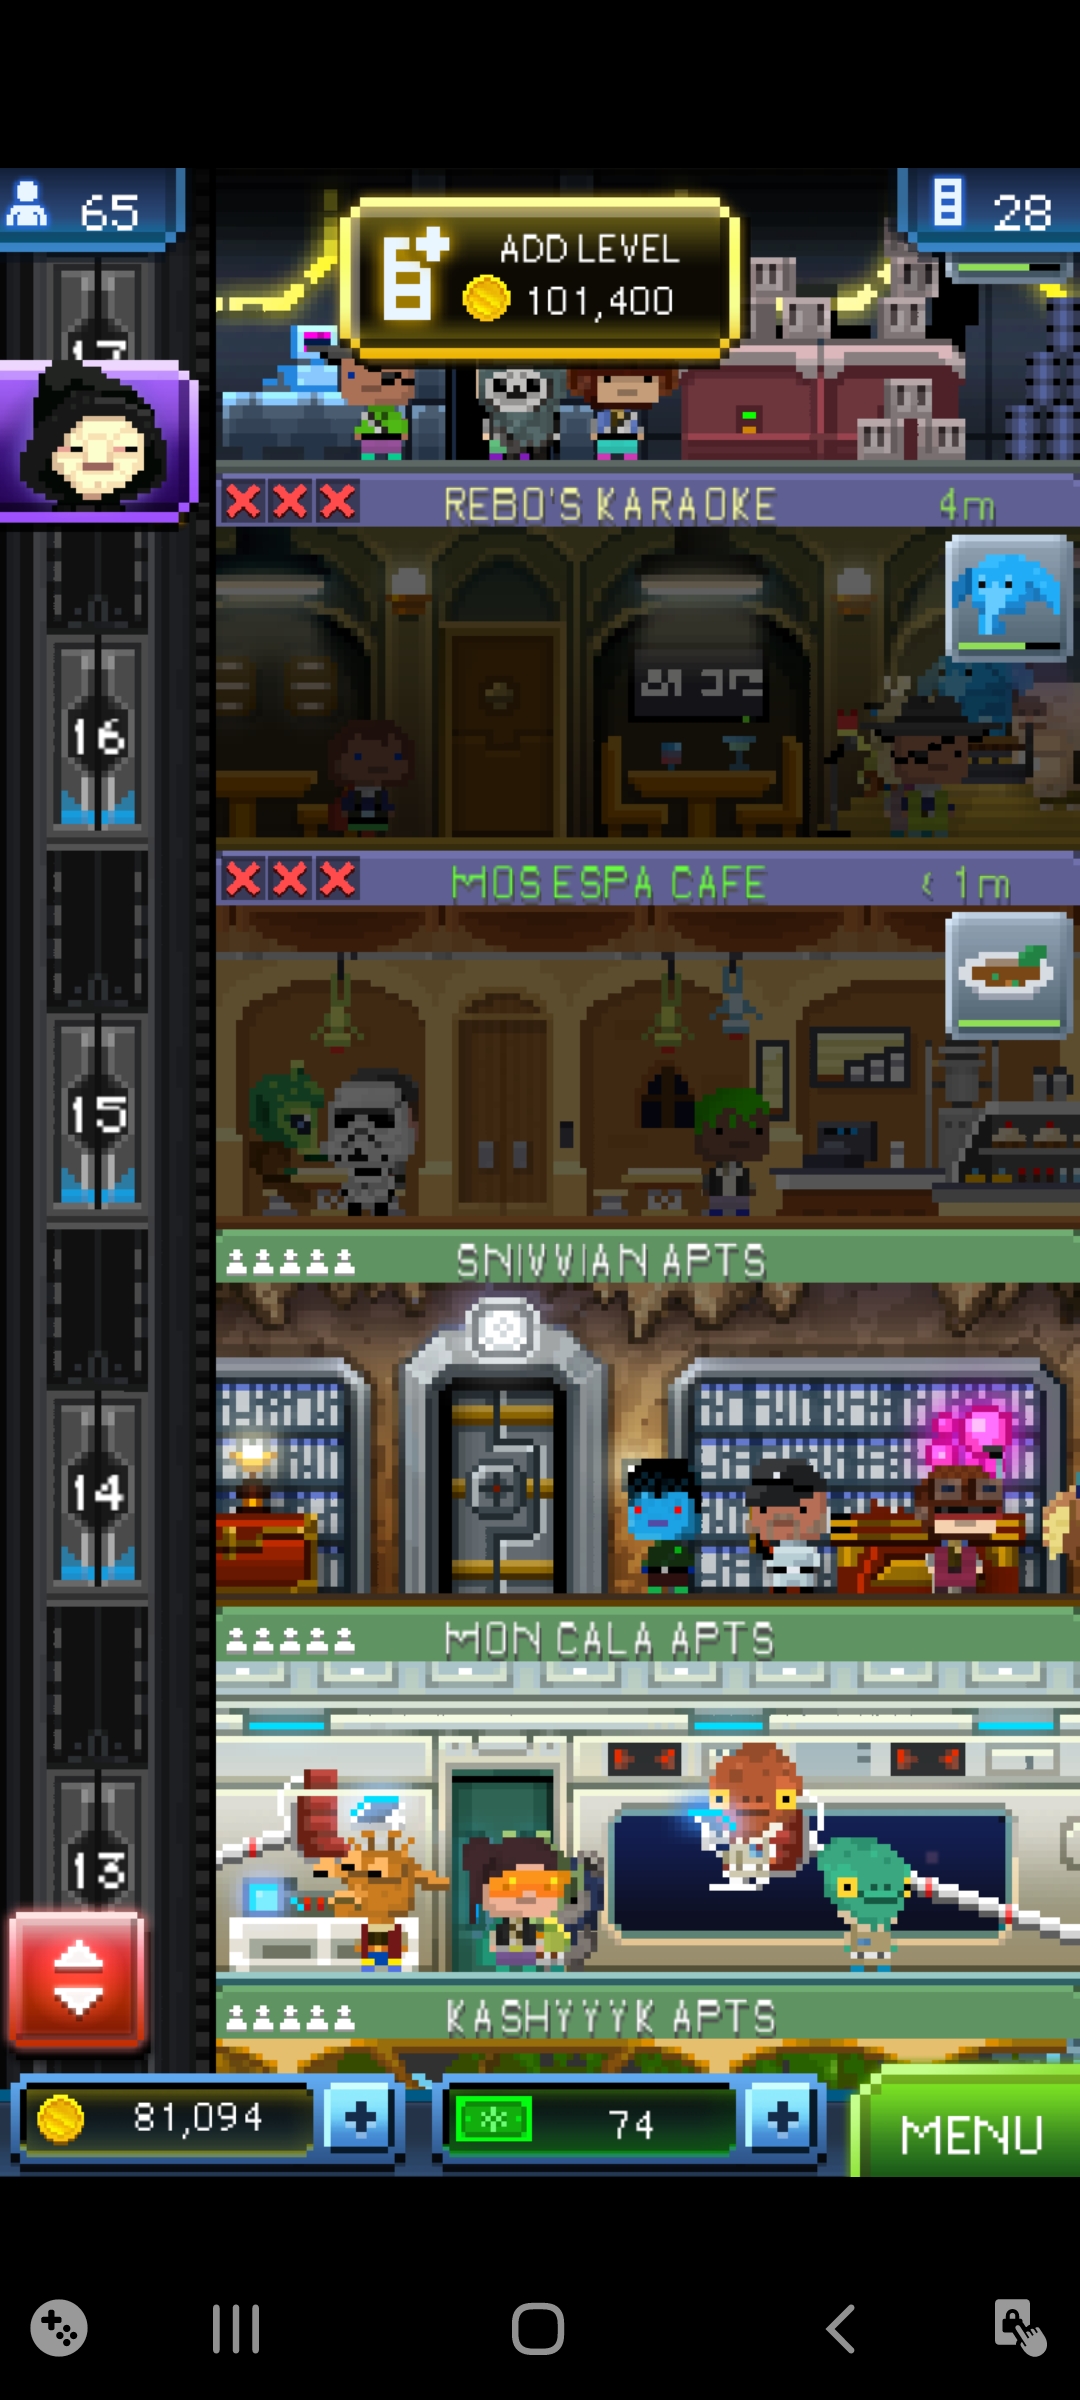 65
28
ADD LEVEL
101,400
17
REBO'S KARAOKE
4m
16
MOS ESPA CAFE
< 1m
15
SNIVVIAN APTS
14
MON CALA APTS
13
KASHYYYK APTS
81,094
74
MENU